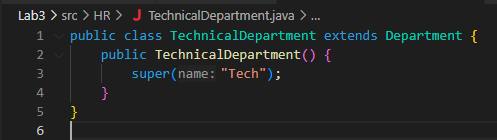 Lab3 > src > HR > J TechnicalDepartment.java > ...
1 public class TechnicalDepartment extends Department {
2 public TechnicalDepartment() {
3 super(name:"Tech");
4 }
5 }
6